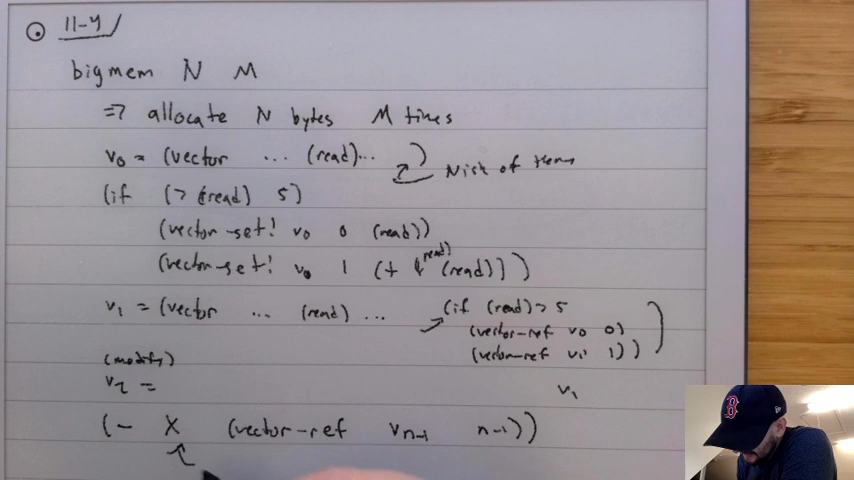 11-4
bigmem N M
=> allocate N bytes M times
v0 = (vector ... (read)... )
N is # of items
(if (> (read) 5)
(vector-set! v0 0 (read))
(vector-set! v0 1 (+ (read) (read))))
v1 = (vector ... (read) ...
(if (read) > 5
(vector-ref v0 0)
(vector-ref v1 1))
(modify)
v2 =
v1
(- X (vector-ref vn-1 n-1))
B